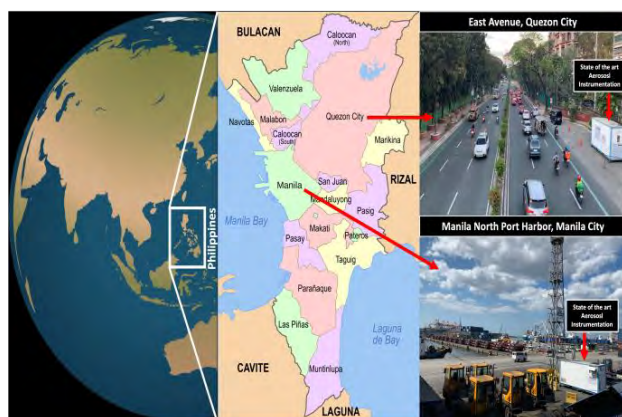 Philippines
BULACAN
Caloocan
(North)
Valenzuela
Quezon City
Navotas
Malabon
Caloocan
(South)
Marikina
RIZAL
San Juan
Manila
Mandaluyong
Manila Bay
Pasig
Makati
Pateros
Pasay
Taguig
Parañaque
Las Piñas
Laguna
de Bay
CAVITE
Muntinlupa
LAGUNA
East Avenue, Quezon City
State of the art
Aerosol
Instrumentation
Manila North Port Harbor, Manila City
State of the art
Aerosol
Instrumentation